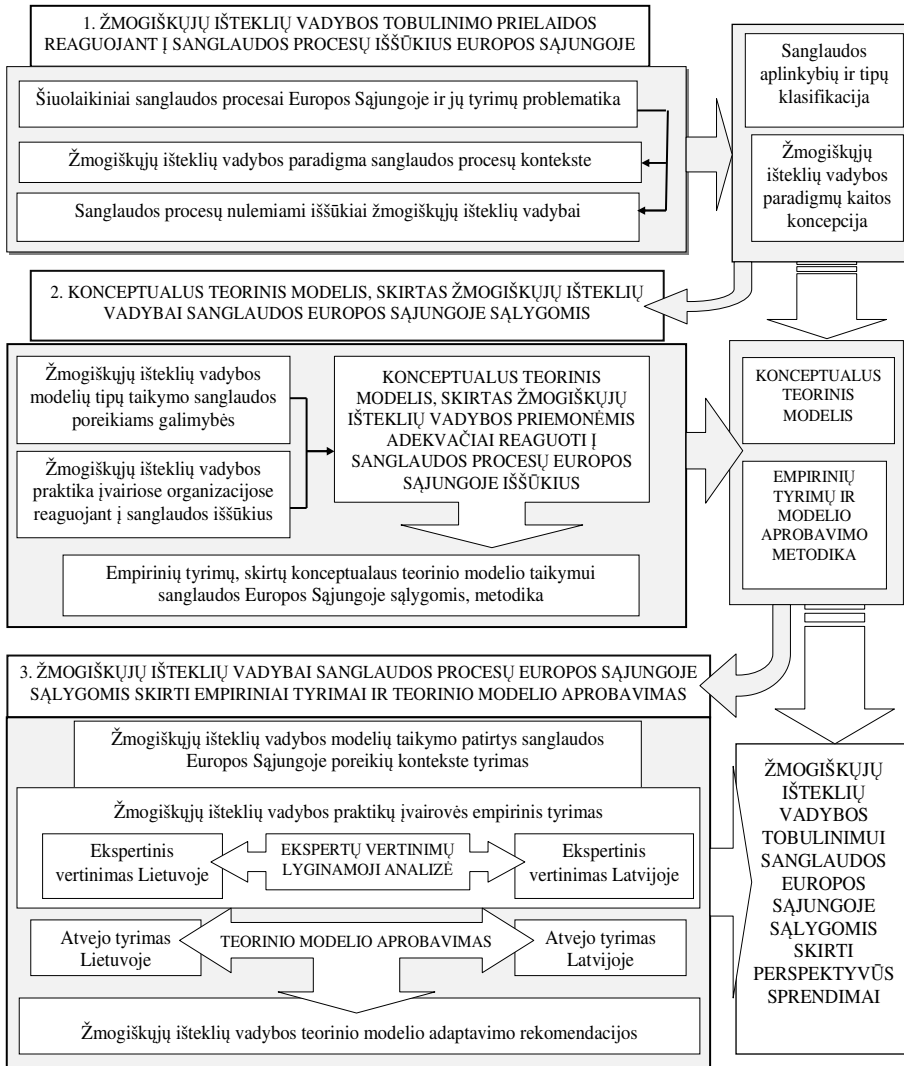 1. ŽMOGIŠKŲJŲ IŠTEKLIŲ VADYBOS TOBULINIMO PRIELAIDOS
REAGUOJANT Į SANGLAUDOS PROCESŲ IŠŠŪKIUS EUROPOS SĄJUNGOJE
Šiuolaikiniai sanglaudos procesai Europos Sąjungoje ir jų tyrimų problematika
Žmogiškųjų išteklių vadybos paradigma sanglaudos procesų kontekste
Sanglaudos procesų nulemiami iššūkiai žmogiškųjų išteklių vadybai
Sanglaudos
aplinkybių ir tipų
klasifikacija
Žmogiškųjų
išteklių vadybos
paradigmų kaitos
koncepcija
2. KONCEPTUALUS TEORINIS MODELIS, SKIRTAS ŽMOGIŠKŲJŲ IŠTEKLIŲ
VADYBAI SANGLAUDOS EUROPOS SĄJUNGOJE SĄLYGOMIS
Žmogiškųjų išteklių vadybos
modelių tipų taikymo sanglaudos
poreikiams galimybės
Žmogiškųjų išteklių vadybos
praktika įvairiose organizacijose
reaguojant į sanglaudos iššūkius
KONCEPTUALUS TEORINIS
MODELIS, SKIRTAS ŽMOGIŠKŲJŲ
IŠTEKLIŲ VADYBOS PRIEMONĖMIS
ADEKVAČIAI REAGUOTI Į
SANGLAUDOS PROCESŲ EUROPOS
SĄJUNGOJE IŠŠŪKIUS
Empirinių tyrimų, skirtų konceptualaus teorinio modelio taikymui
sanglaudos Europos Sąjungoje sąlygomis, metodika
KONCEPTUALUS
TEORINIS
MODELIS
EMPIRINIŲ
TYRIMŲ IR
MODELIO
APROBAVIMO
METODIKA
3. ŽMOGIŠKŲJŲ IŠTEKLIŲ VADYBAI SANGLAUDOS PROCESŲ EUROPOS SĄJUNGOJE
SĄLYGOMIS SKIRTI EMPIRINIAI TYRIMAI IR TEORINIO MODELIO APROBAVIMAS
Žmogiškųjų išteklių vadybos modelių taikymo patirtys sanglaudos
Europos Sąjungoje poreikių kontekste tyrimas
Žmogiškųjų išteklių vadybos praktikų įvairovės empirinis tyrimas
Ekspertinis
vertinimas Lietuvoje
EKSPERTŲ VERTINIMŲ
LYGINAMOJI ANALIZĖ
Ekspertinis
vertinimas Latvijoje
Atvejo tyrimas
Lietuvoje
TEORINIO MODELIO APROBAVIMAS
Atvejo tyrimas
Latvijoje
Žmogiškųjų išteklių vadybos teorinio modelio adaptavimo rekomendacijos
ŽMOGIŠKŲJŲ
IŠTEKLIŲ
VADYBOS
TOBULINIMUI
SANGLAUDOS
EUROPOS
SĄJUNGOJE
SĄLYGOMIS
SKIRTI
PERSPEKTYVŪS
SPRENDIMAI